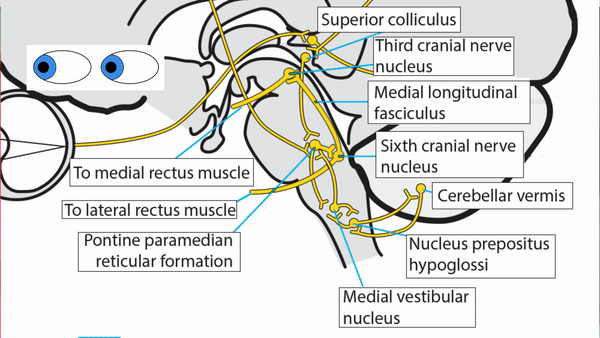 Superior colliculus
Third cranial nerve
nucleus
Medial longitudinal
fasciculus
Sixth cranial nerve
nucleus
To medial rectus muscle
Cerebellar vermis
To lateral rectus muscle
Pontine paramedian
reticular formation
Nucleus prepositus
hypoglossi
Medial vestibular
nucleus